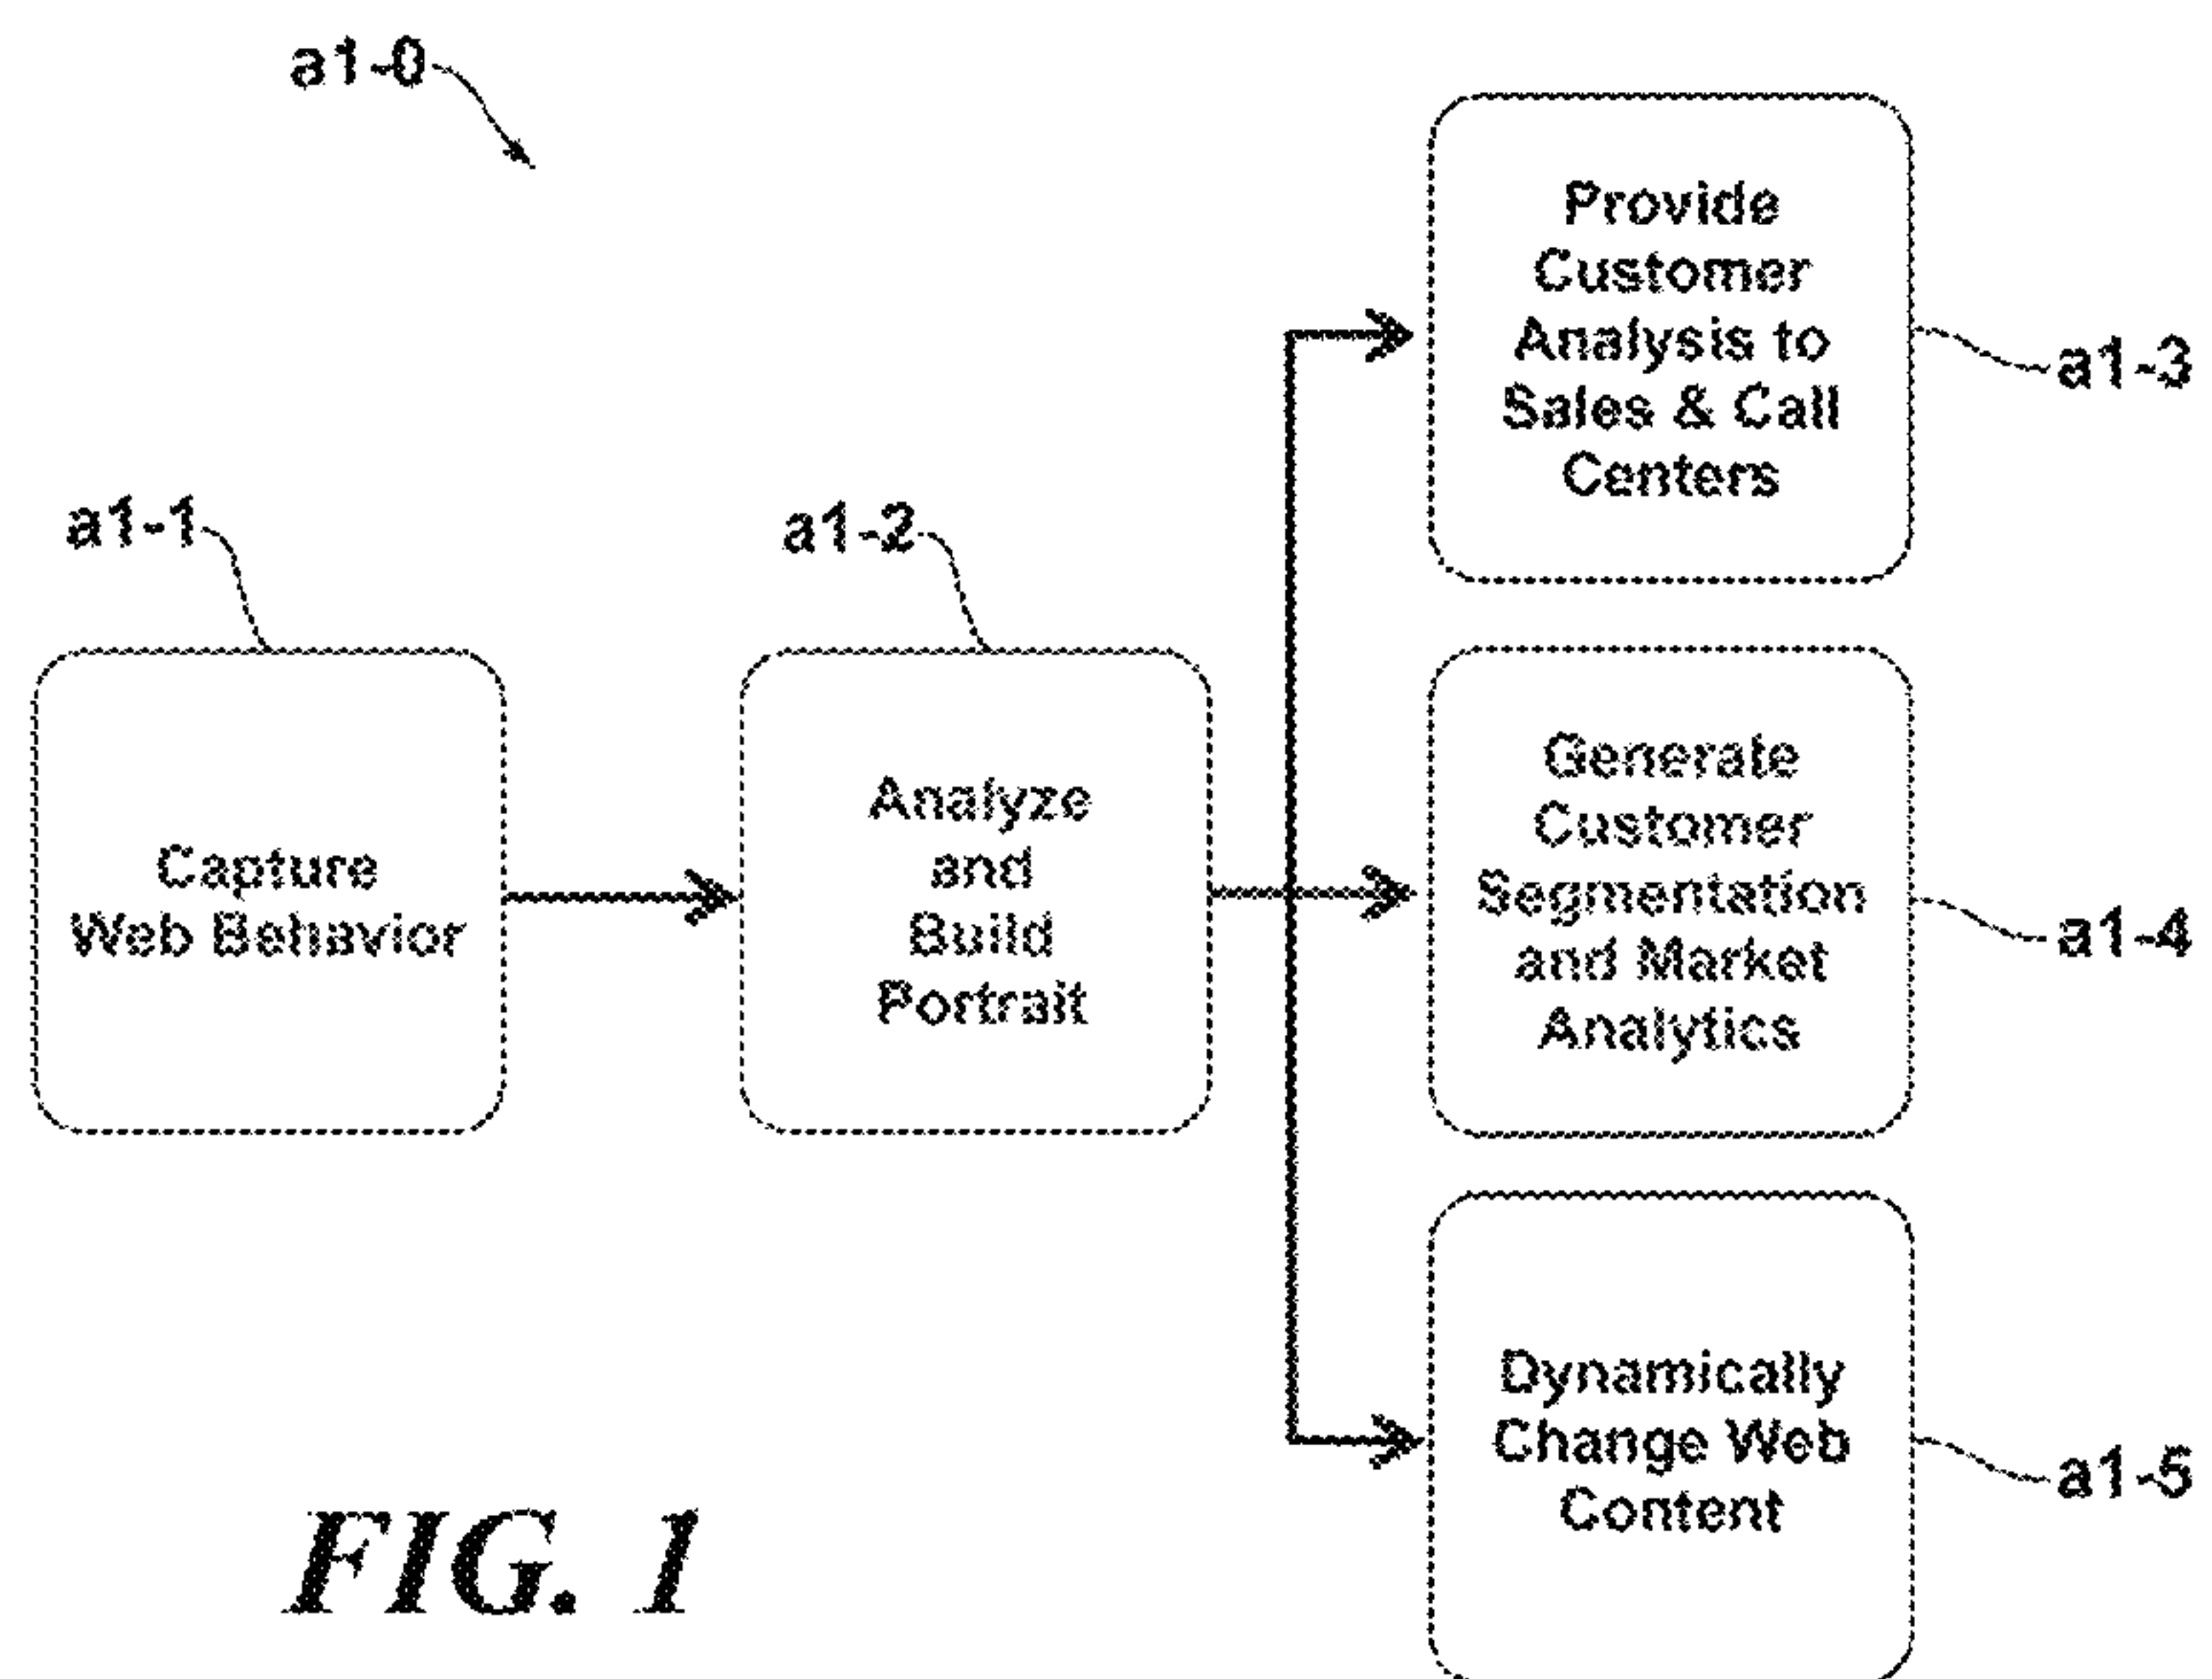 a1-0
Provide
Customer
Analysis to
Sales & Call
Centers
a1-3
a1-1
a1-2
Capture
Web Behavior
Analyze
and
Build
Portrait
Generate
Customer
Segmentation
and Market
Analytics
a1-4
Dynamically
Change Web
Content
a1-5
FIG. 1